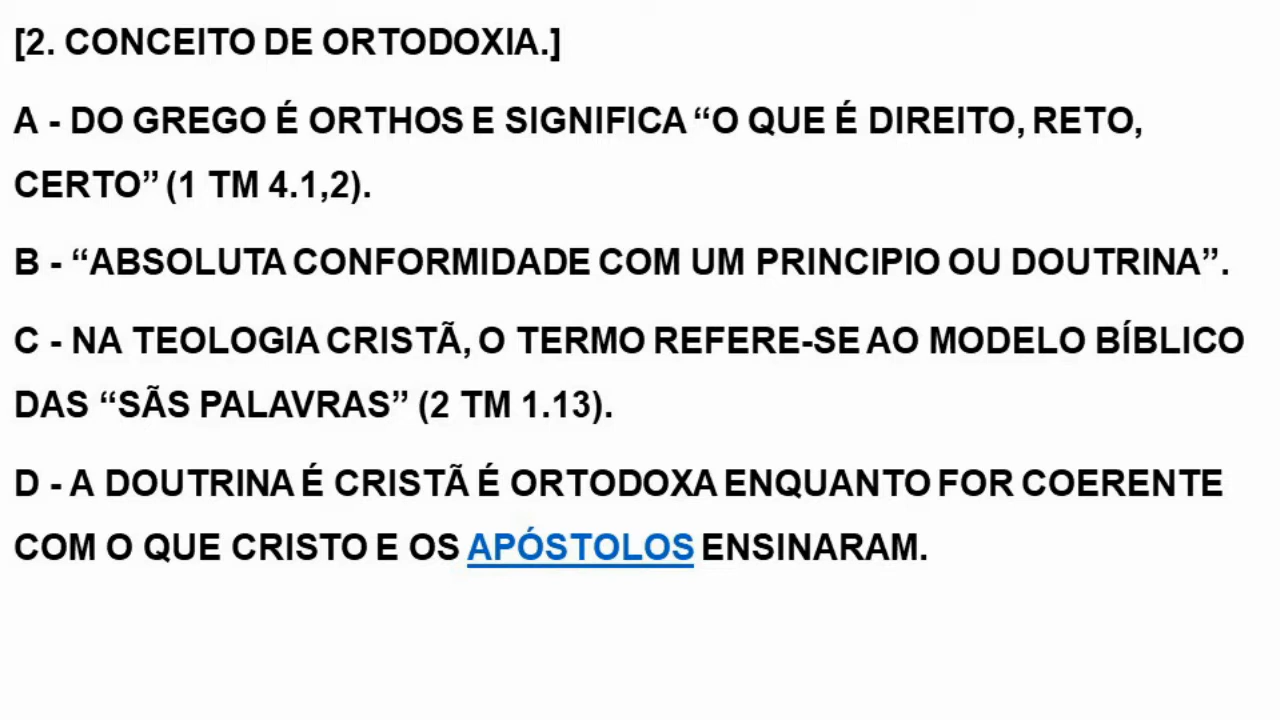 [2. CONCEITO DE ORTODOXIA.]
A - DO GREGO É ORTHOS E SIGNIFICA “O QUE É DIREITO, RETO,
CERTO” (1 TM 4.1,2).
B - “ABSOLUTA CONFORMIDADE COM UM PRINCIPIO OU DOUTRINA”.
C - NA TEOLOGIA CRISTÃ, O TERMO REFERE-SE AO MODELO BÍBLICO
DAS “SÃS PALAVRAS” (2 TM 1.13).
D - A DOUTRINA É CRISTÃ É ORTODOXA ENQUANTO FOR COERENTE
COM O QUE CRISTO E OS APÓSTOLOS ENSINARAM.